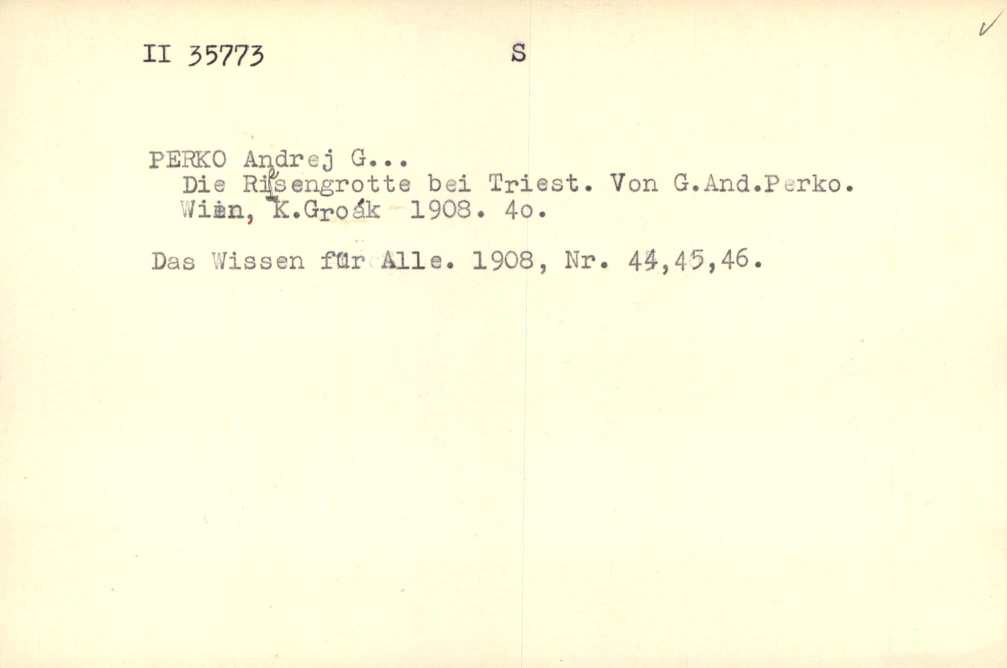 II 35773 S
PERKO Andrej G...
Die Riesengrotte bei Triest. Von G.And.Perko.
Wien, K.Groák 1908. 4o.
Das Wissen für Alle. 1908, Nr. 44,45,46.